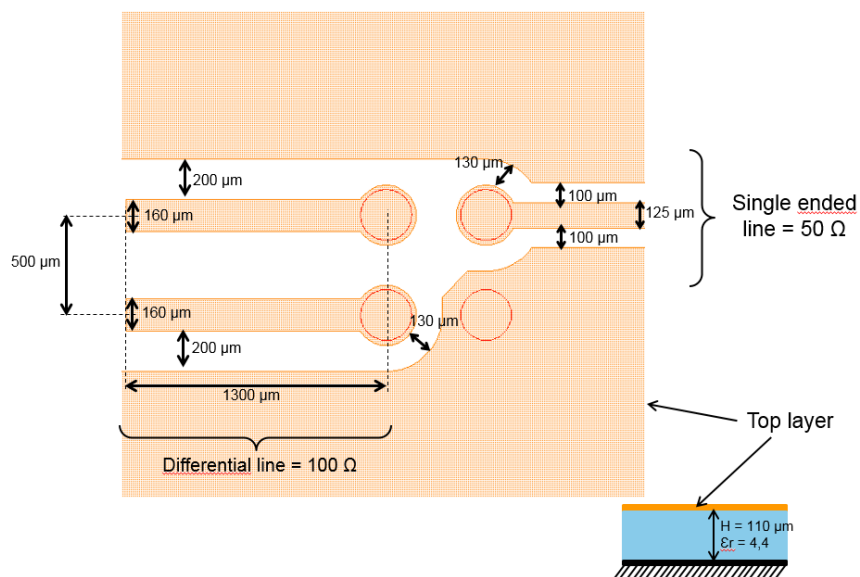 130 µm
200 µm
100 µm
160 µm
125 µm
Single ended
line = 50 Ω
100 µm
500 µm
160 µm
130 µm
200 µm
1300 µm
Top layer
Differential line = 100 Ω
H = 110 µm
Ɛr = 4,4